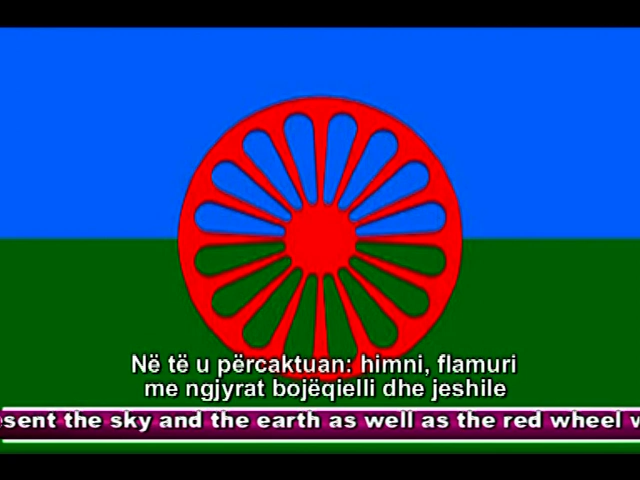 Në të u përcaktuan: himni, flamuri
me ngjyrat bojëqielli dhe jeshile
the sky and the earth as well as the red wheel